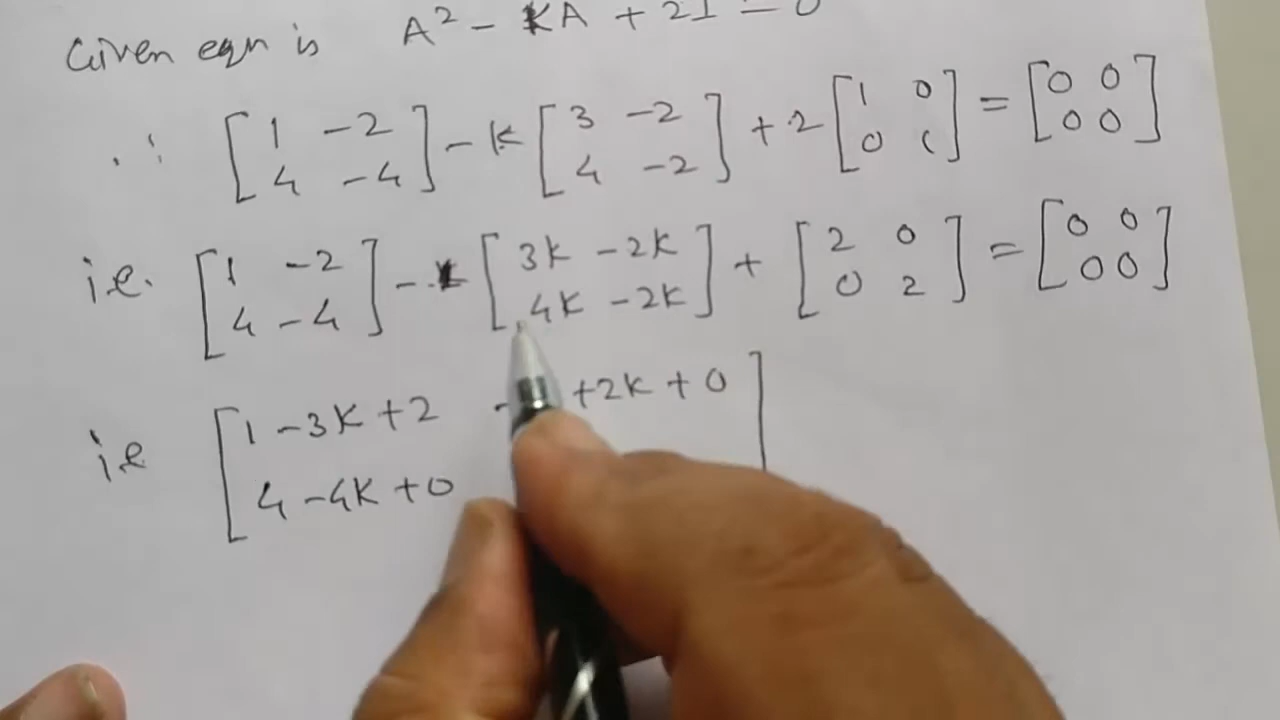 Given eqn is A² - KA + 2I = 0
∴ [1 -2; 4 -4] - K [3 -2; 4 -2] + 2 [1 0; 0 1] = [0 0; 0 0]
i.e. [1 -2; 4 -4] - [3K -2K; 4K -2K] + [2 0; 0 2] = [0 0; 0 0]
i.e [1 - 3K + 2 - +2K + 0; 4 - 4K + 0 ]